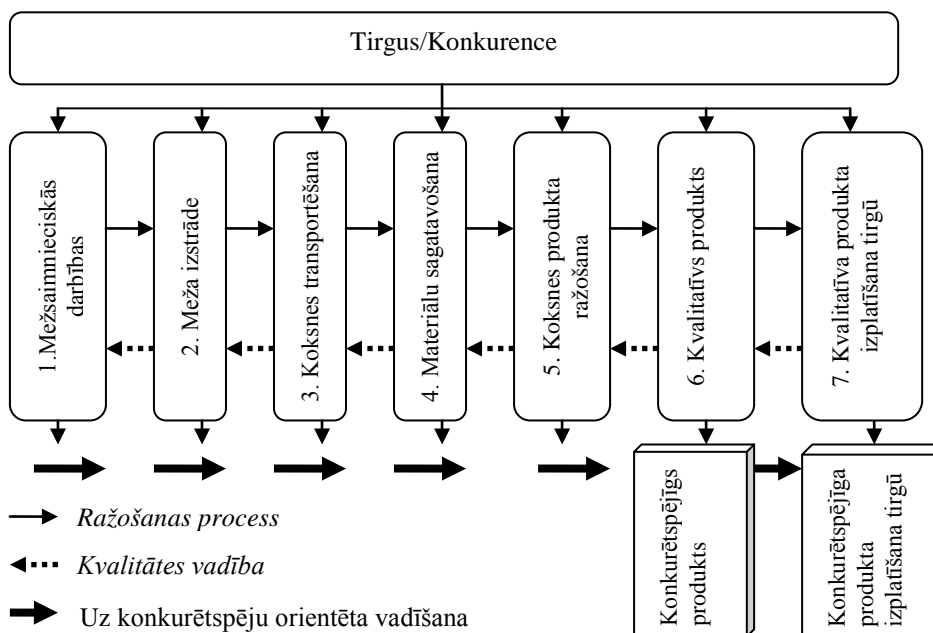 Tirgus/Konkurence
1.Mežsaimnieciskās
darbības
2. Meža izstrāde
3. Koksnes transportēšana
4. Materiālu sagatavošana
5. Koksnes produkta
ražošana
6. Kvalitatīvs produkts
7. Kvalitatīva produkta
izplatīšana tirgū
Konkurētspējīgs
produkts
Konkurētspējīga
produkta
izplatīšana tirgū
Ražošanas process
Kvalitātes vadība
Uz konkurētspēju orientēta vadīšana